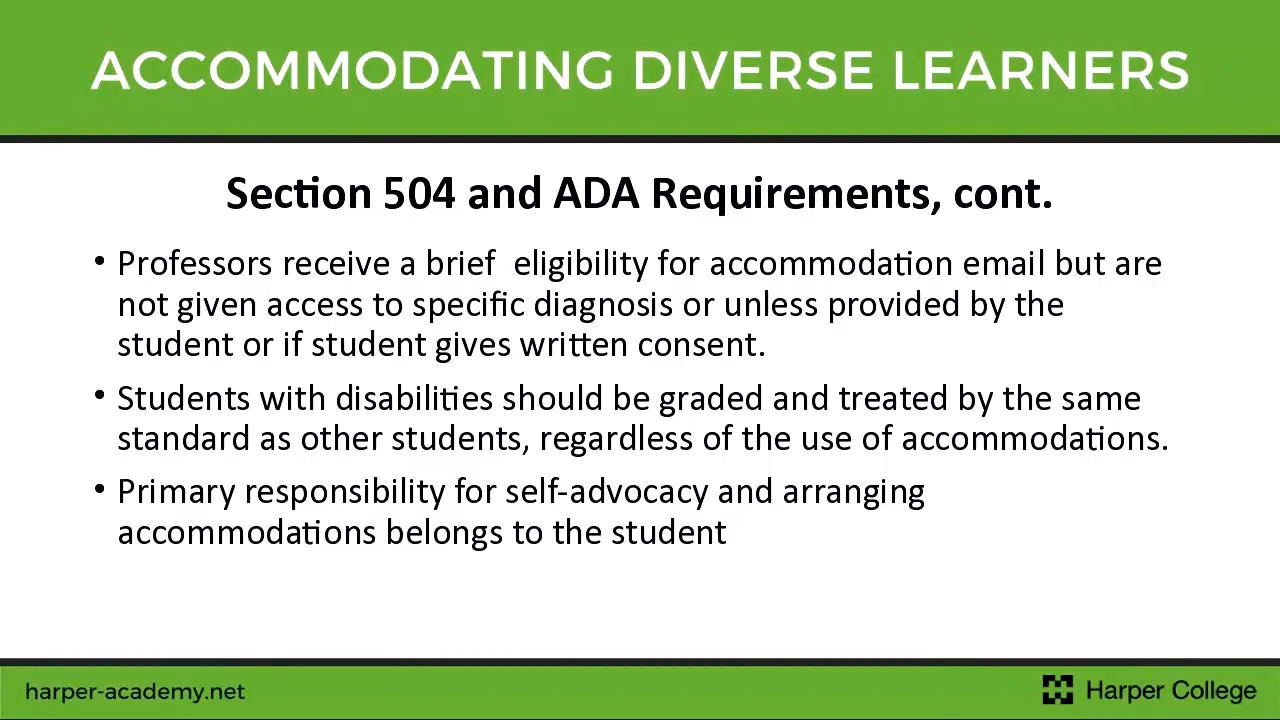 ACCOMMODATING DIVERSE LEARNERS
Section 504 and ADA Requirements, cont.
• Professors receive a brief  eligibility for accommodation email but are
not given access to specific diagnosis or unless provided by the
student or if student gives written consent.
• Students with disabilities should be graded and treated by the same
standard as other students, regardless of the use of accommodations.
• Primary responsibility for self-advocacy and arranging
accommodations belongs to the student
harper-academy.net
Harper College